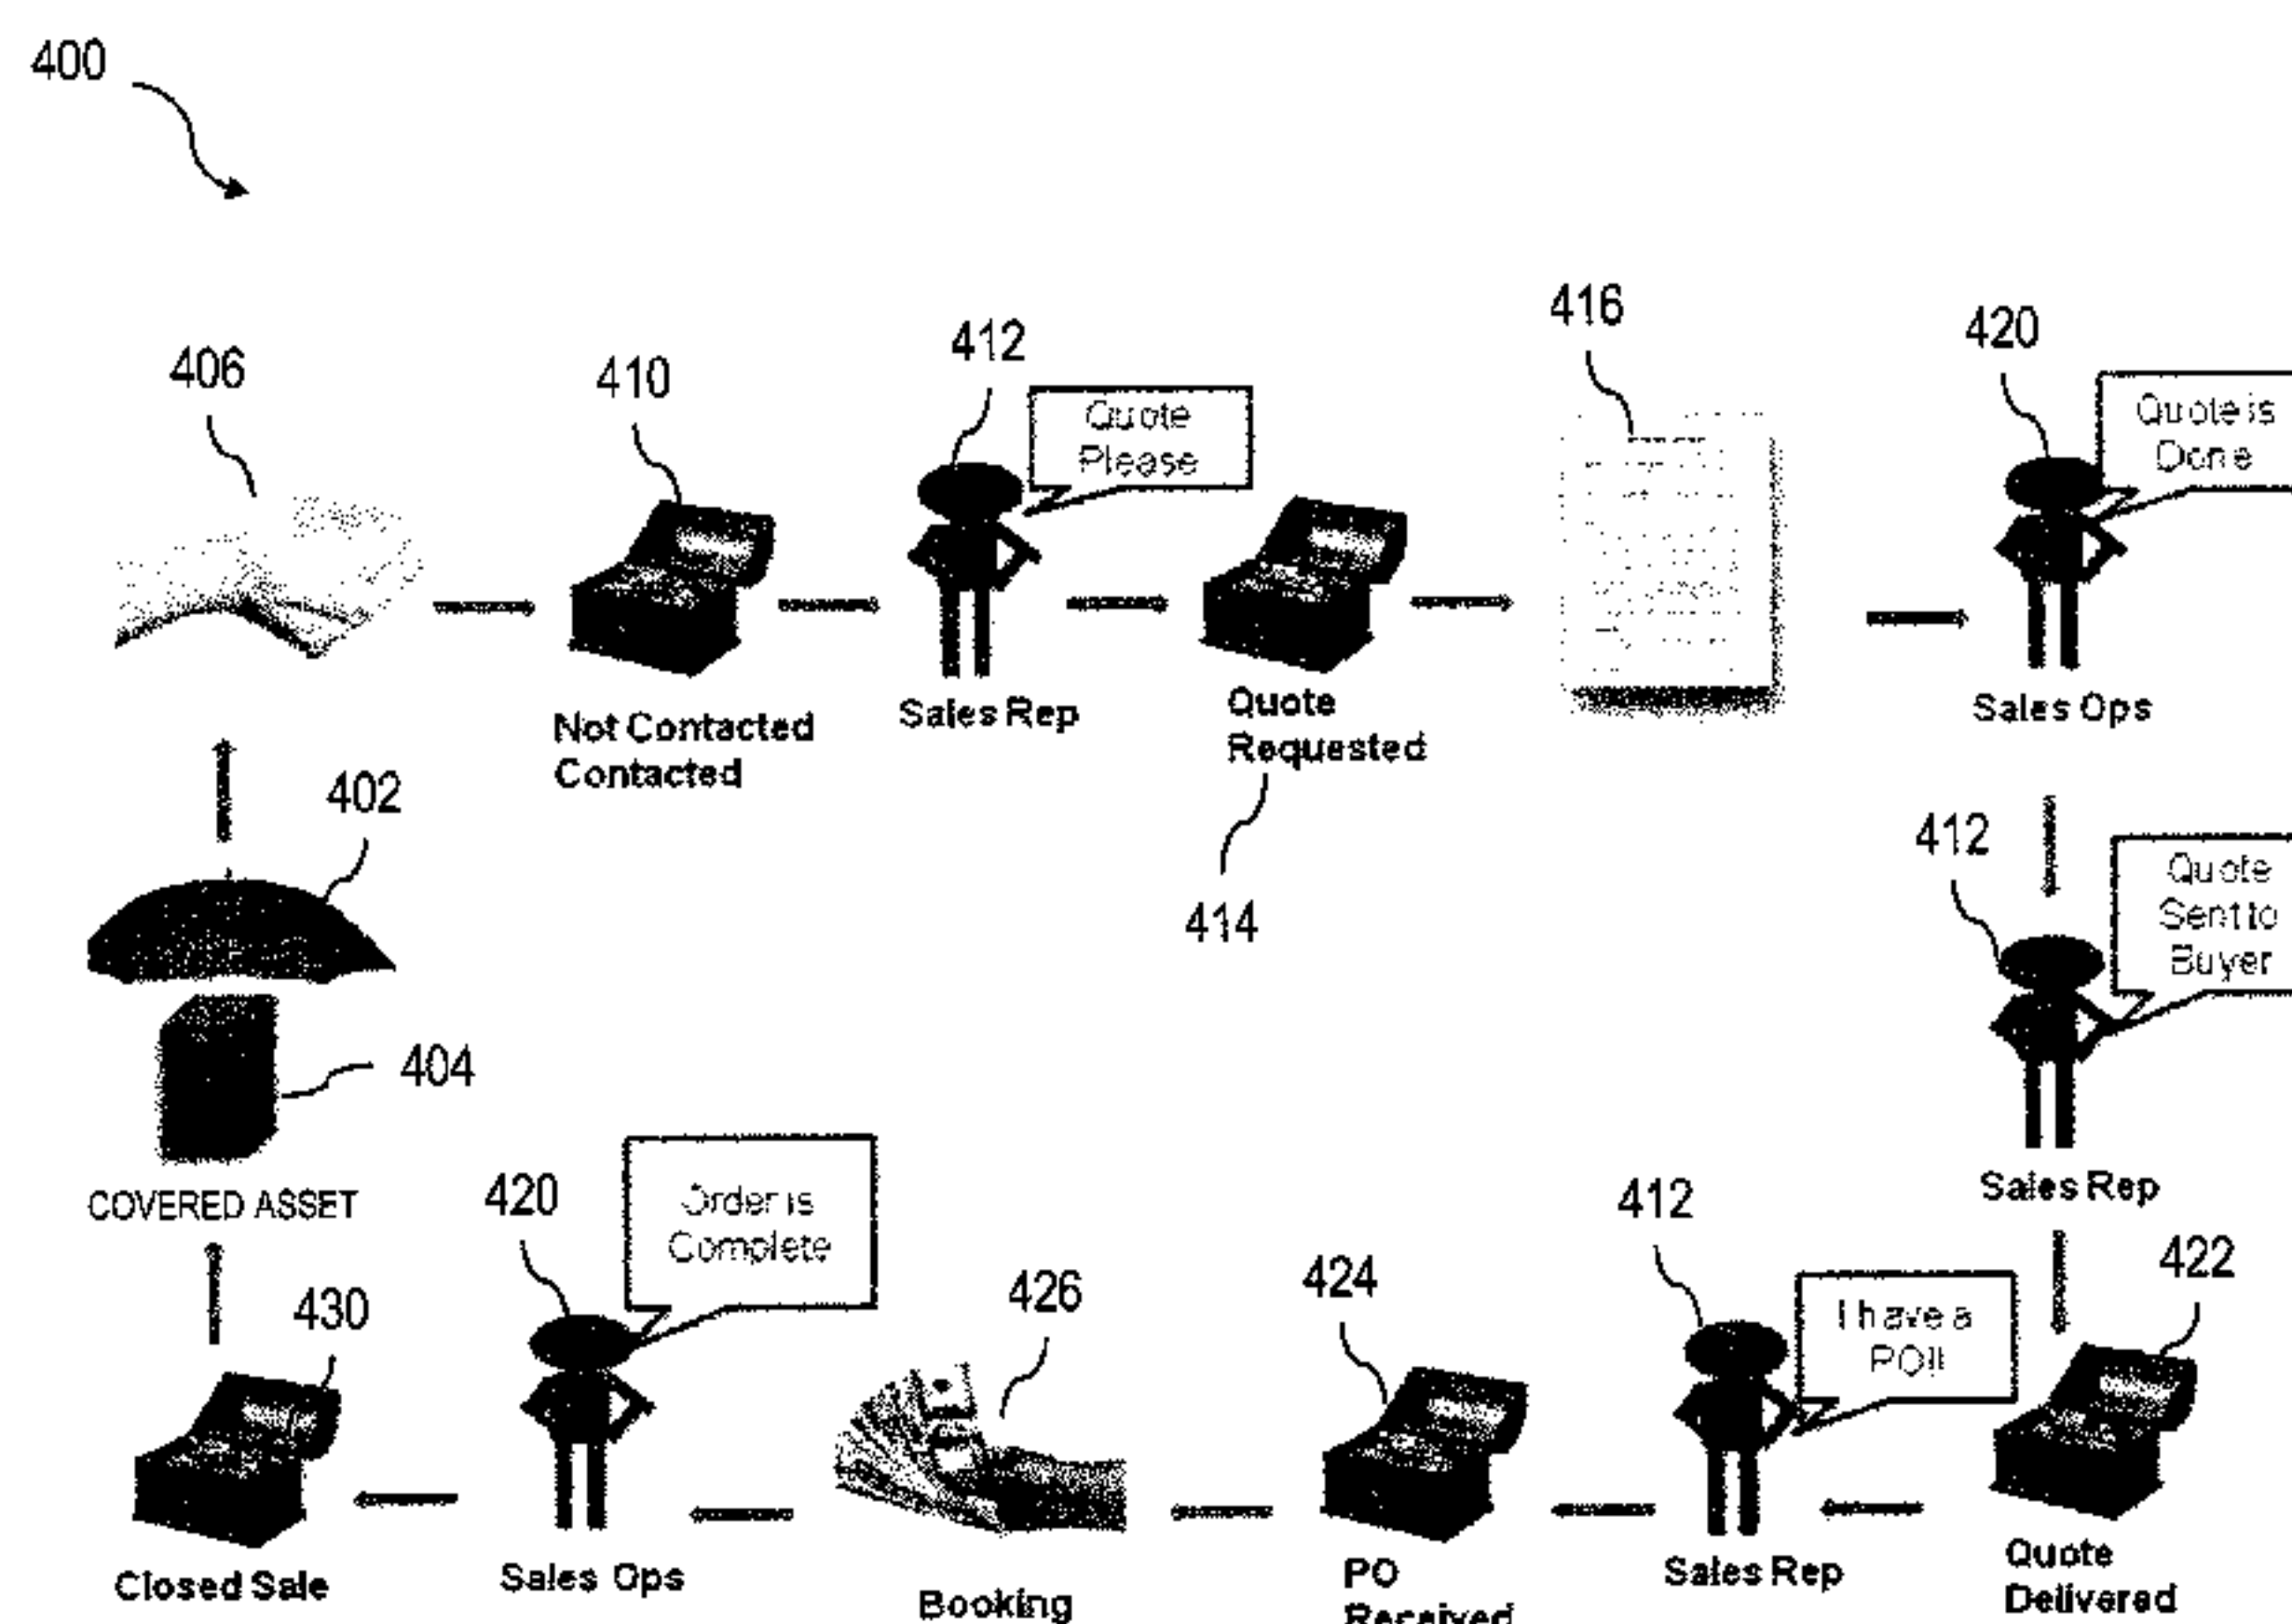 400
406
410
412
Quote
Please
416
420
Quote is
Done
Not Contacted
Contacted
Sales Rep
Quote
Requested
Sales Ops
402
414
412
Quote
Sent to
Buyer
404
COVERED ASSET
Sales Rep
420
Order is
Complete
430
426
424
412
I have a
PO!!
422
Closed Sale
Sales Ops
Booking
PO
Received
Sales Rep
Quote
Delivered